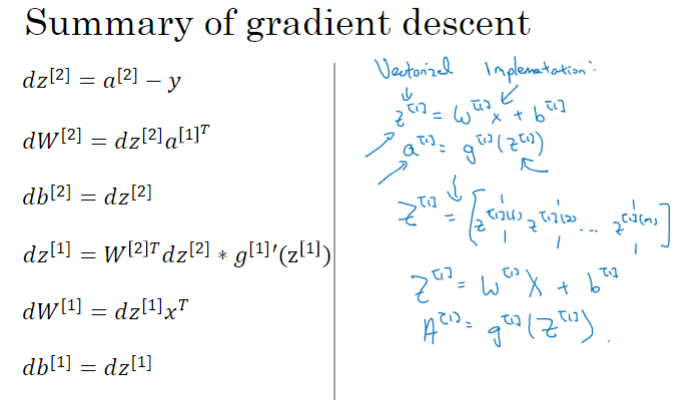 Summary of gradient descent
dz[2] = a[2] − y
dW[2] = dz[2]a[1]T
db[2] = dz[2]
dz[1] = W[2]Tdz[2] ∗ g[1]′(z[1])
dW[1] = dz[1]xT
db[1] = dz[1]
Vectorized Implementation:
z[1] = w[1] x + b[1]
a[1] = g[1](z[1])
Z[1] = [z[1](1) z[1](2) ... z[1](m)]
Z[1] = w[1] X + b[1]
A[1] = g[1](Z[1])